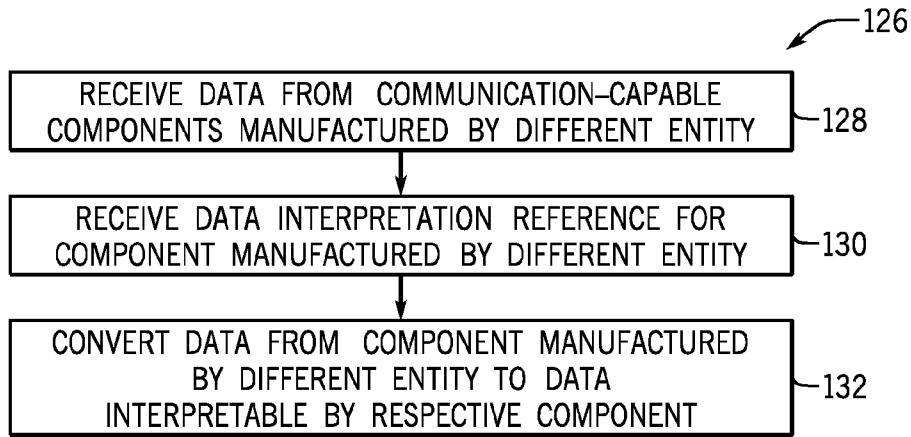 126
RECEIVE DATA FROM COMMUNICATION–CAPABLE
COMPONENTS MANUFACTURED BY DIFFERENT ENTITY
128
RECEIVE DATA INTERPRETATION REFERENCE FOR
COMPONENT MANUFACTURED BY DIFFERENT ENTITY
130
CONVERT DATA FROM COMPONENT MANUFACTURED
BY DIFFERENT ENTITY TO DATA
INTERPRETABLE BY RESPECTIVE COMPONENT
132